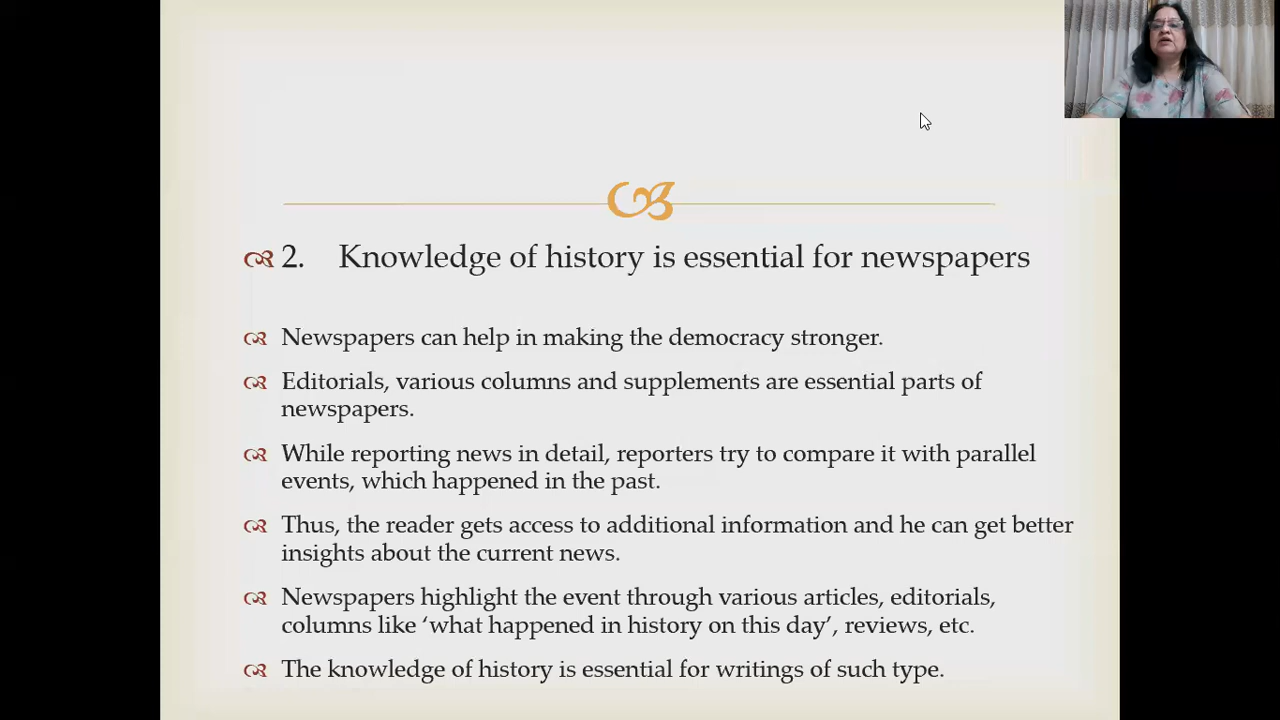 2. Knowledge of history is essential for newspapers
Newspapers can help in making the democracy stronger.
Editorials, various columns and supplements are essential parts of
newspapers.
While reporting news in detail, reporters try to compare it with parallel
events, which happened in the past.
Thus, the reader gets access to additional information and he can get better
insights about the current news.
Newspapers highlight the event through various articles, editorials,
columns like ‘what happened in history on this day’, reviews, etc.
The knowledge of history is essential for writings of such type.